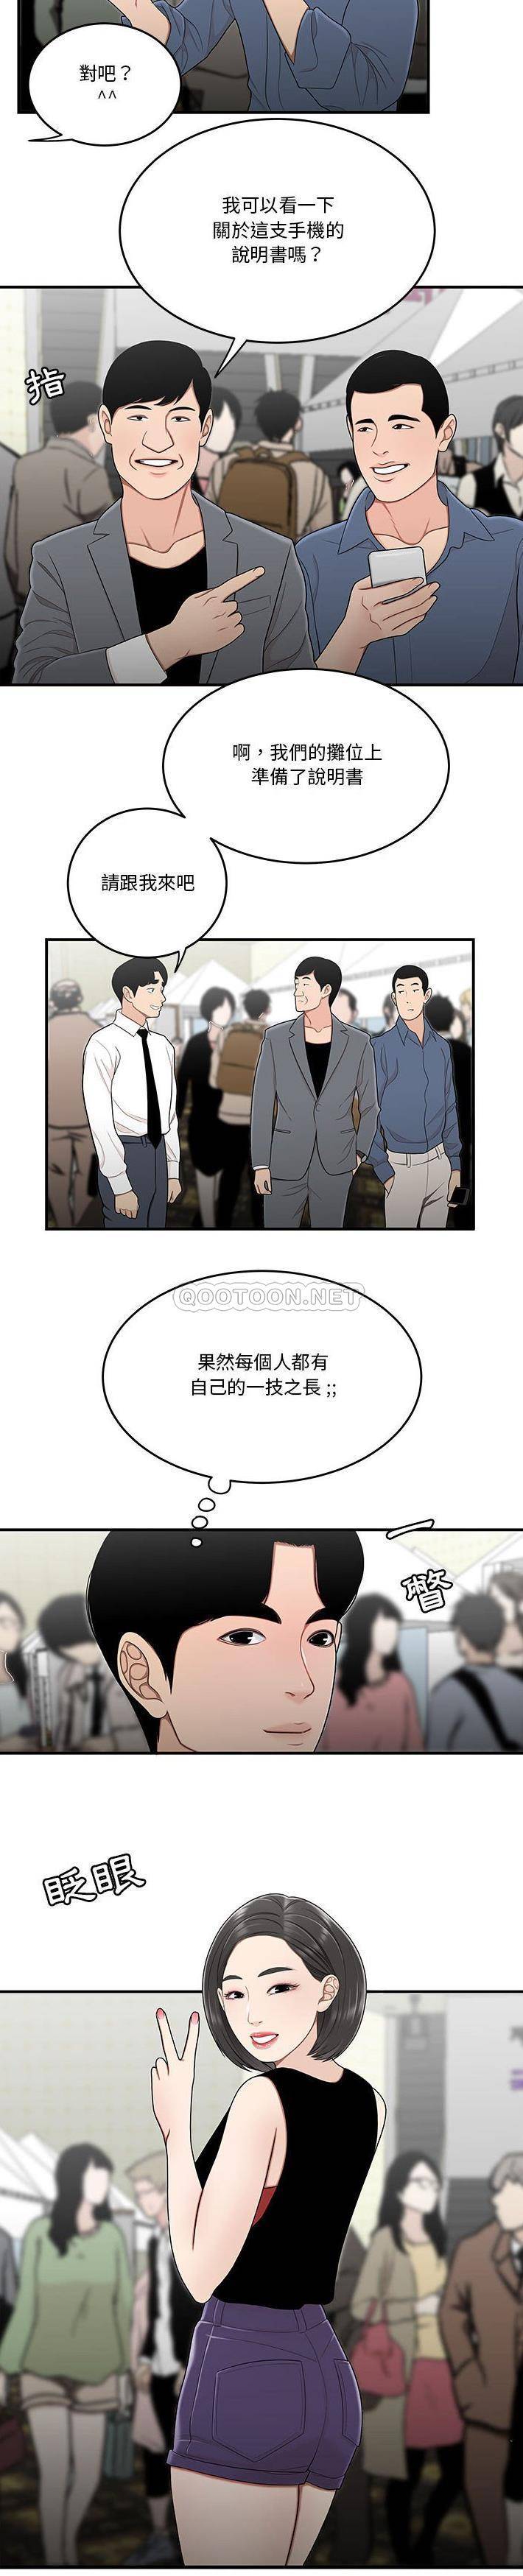 對吧？
^^
我可以看一下
關於這支手機的
說明書嗎？
指
啊，我們的攤位上
準備了說明書
請跟我來吧
QOOTOON.NET
果然每個人都有
自己的一技之長 ;;
瞥
眨眼